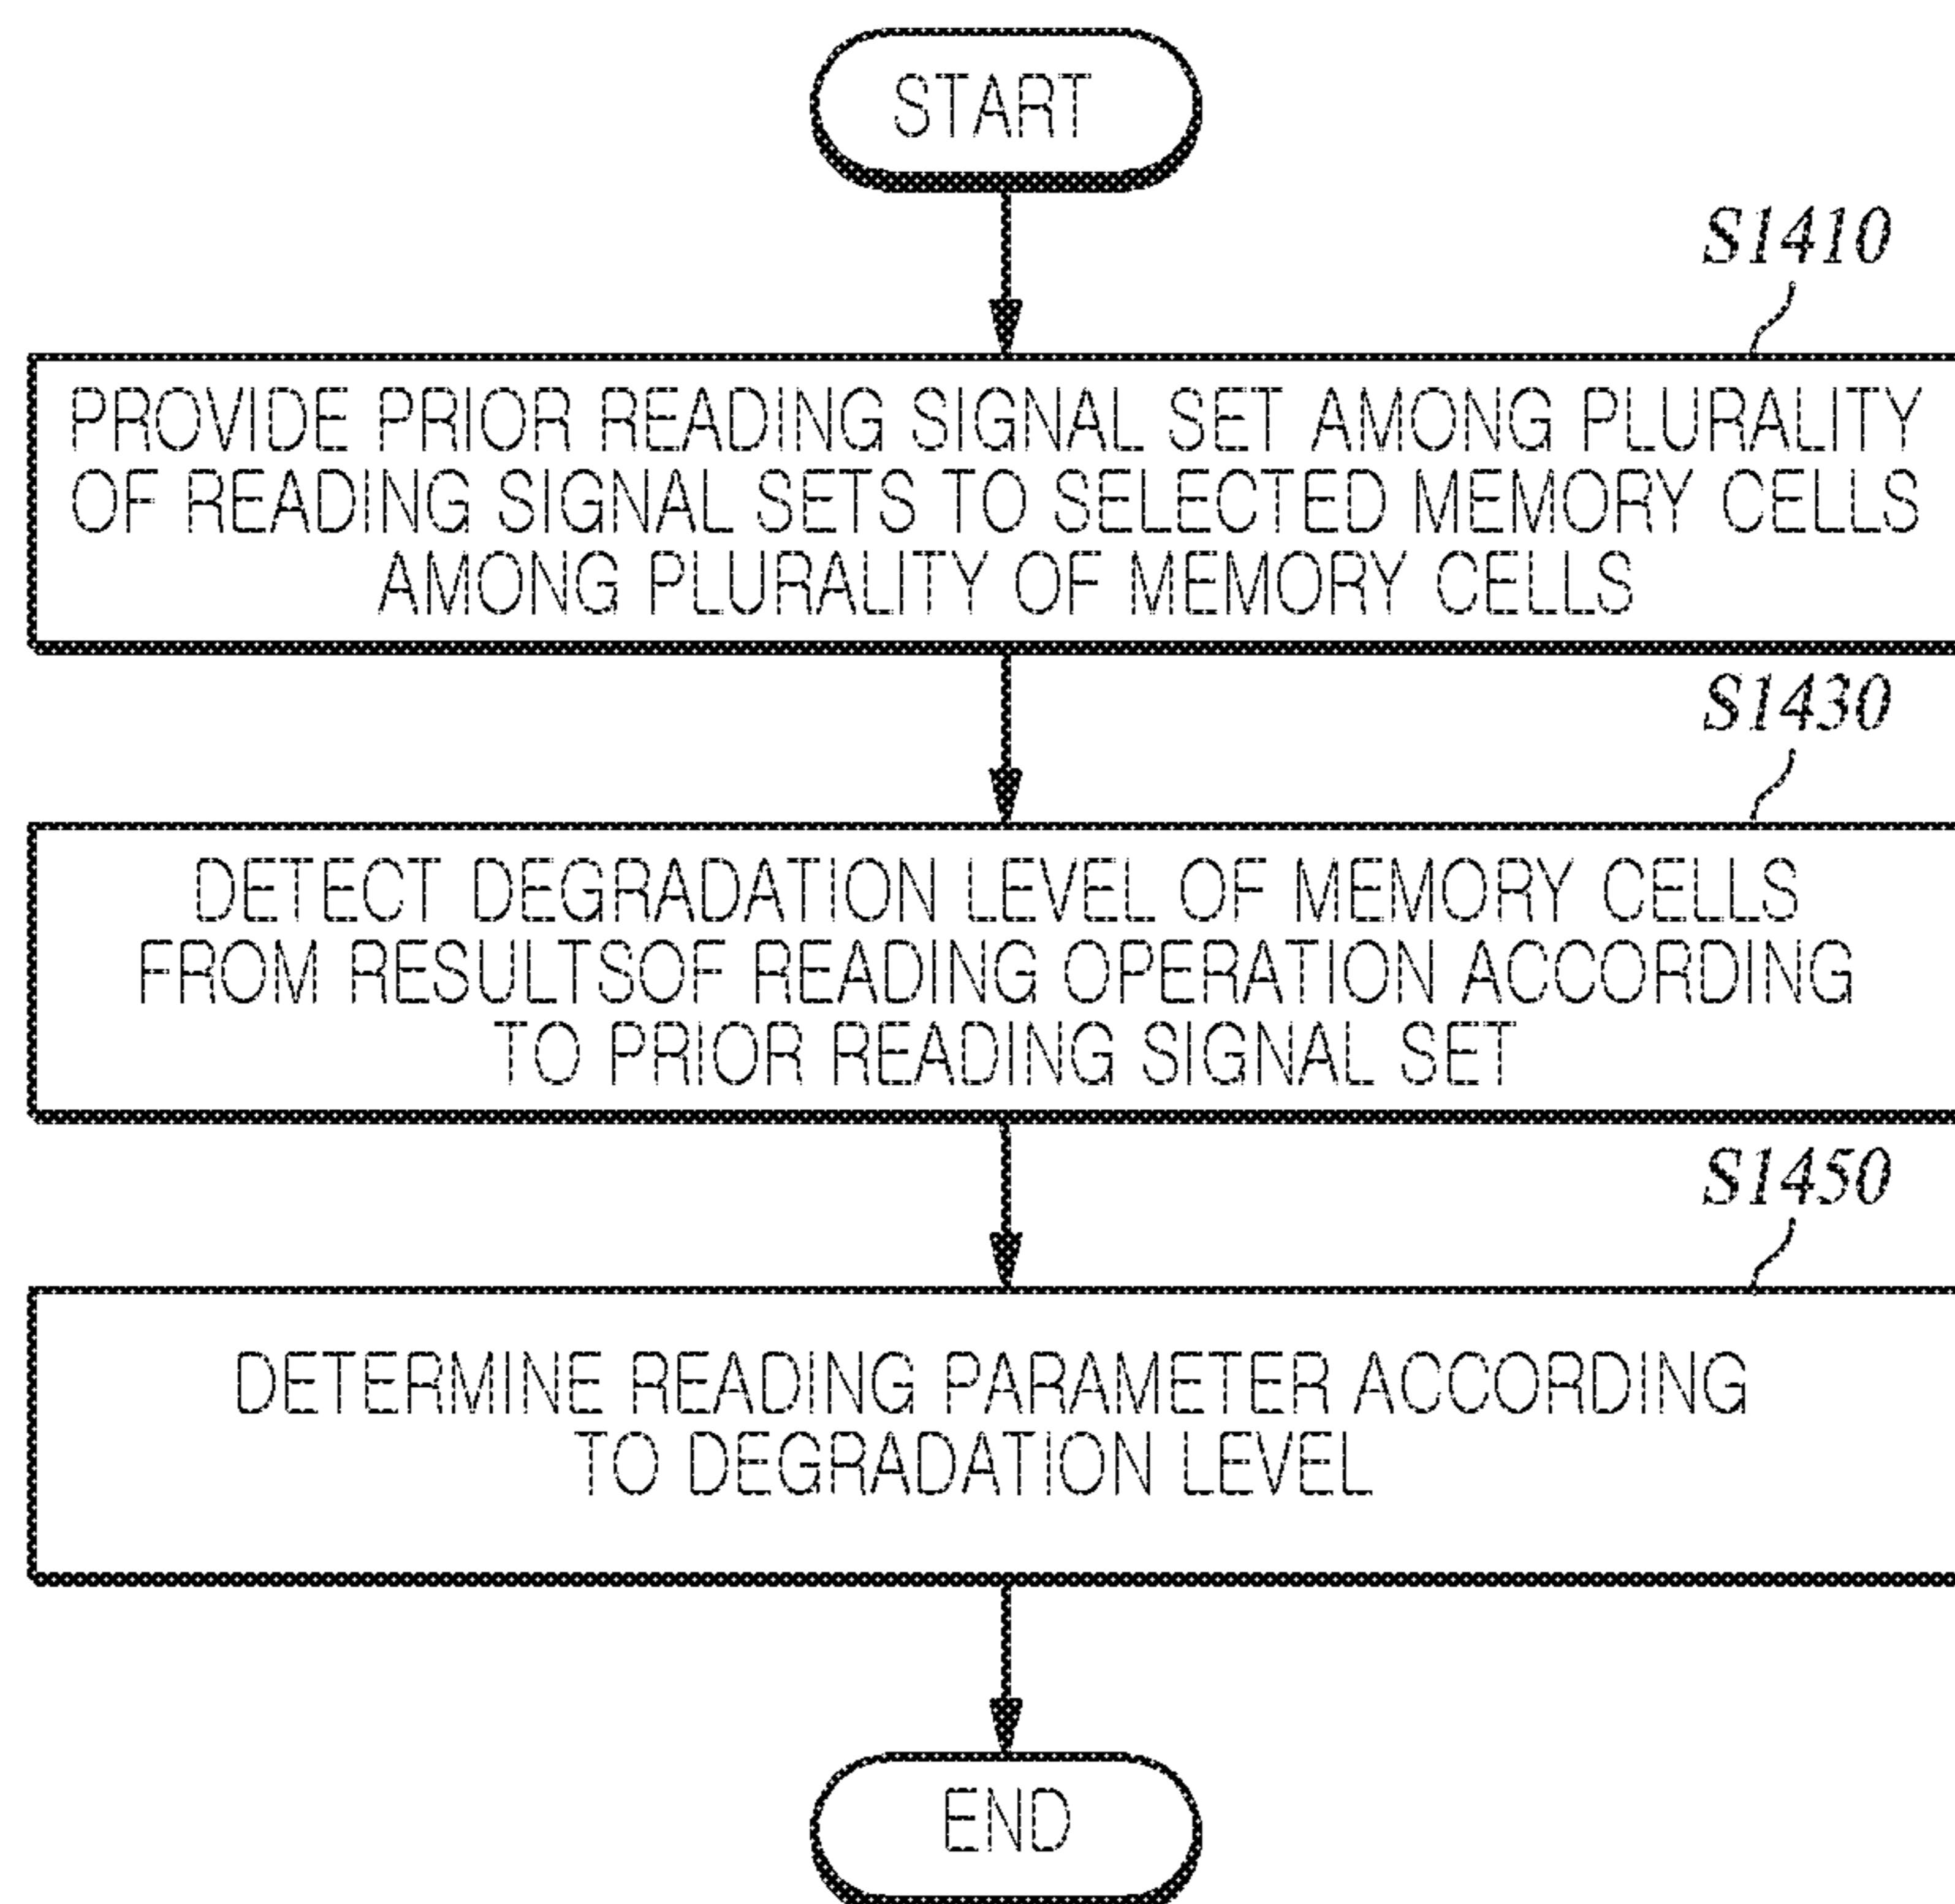 START
S1410
PROVIDE PRIOR READING SIGNAL SET AMONG PLURALITY
OF READING SIGNAL SETS TO SELECTED MEMORY CELLS
AMONG PLURALITY OF MEMORY CELLS
S1430
DETECT DEGRADATION LEVEL OF MEMORY CELLS
FROM RESULTSOF READING OPERATION ACCORDING
TO PRIOR READING SIGNAL SET
S1450
DETERMINE READING PARAMETER ACCORDING
TO DEGRADATION LEVEL
END